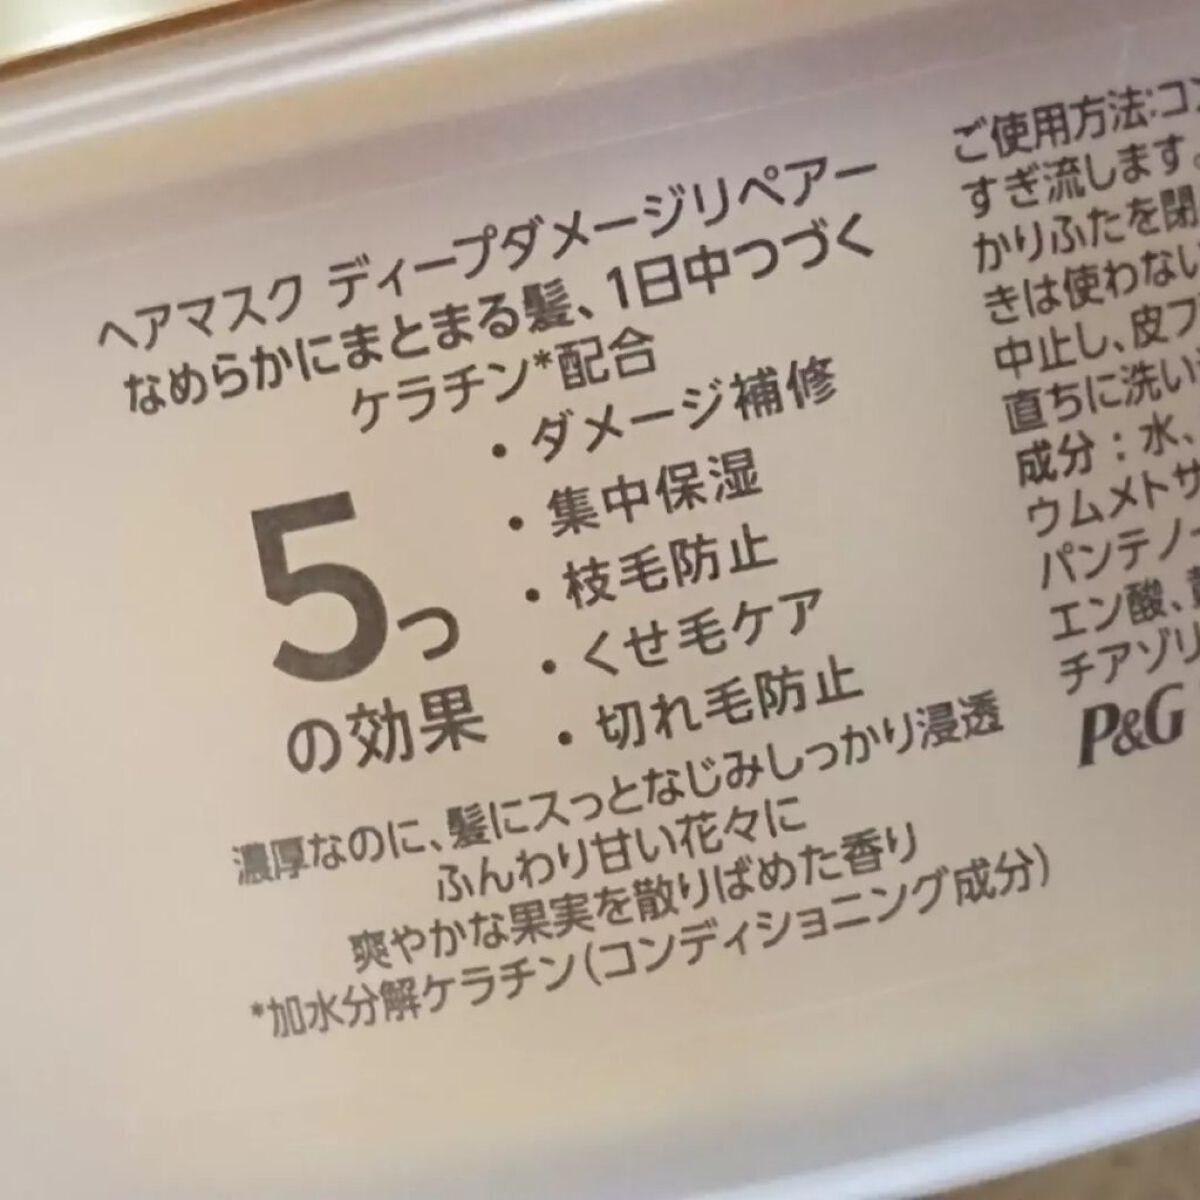 ヘアマスク ディープダメージリペアー
なめらかにまとまる髪、1日中つづく
ケラチン*配合
5つ
の効果
・ダメージ補修
・集中保湿
・枝毛防止
・くせ毛ケア
・切れ毛防止
濃厚なのに、髪にスっとなじみしっかり浸透
ふんわり甘い花々に
爽やかな果実を散りばめた香り
*加水分解ケラチン(コンディショニング成分)
ご使用方法:コン
すぎ流します。
かりふたを閉
きは使わない
中止し、皮フ
直ちに洗い
成分:水、
ウムメトサ
パンテノー
エン酸、
チアゾリ
P&G